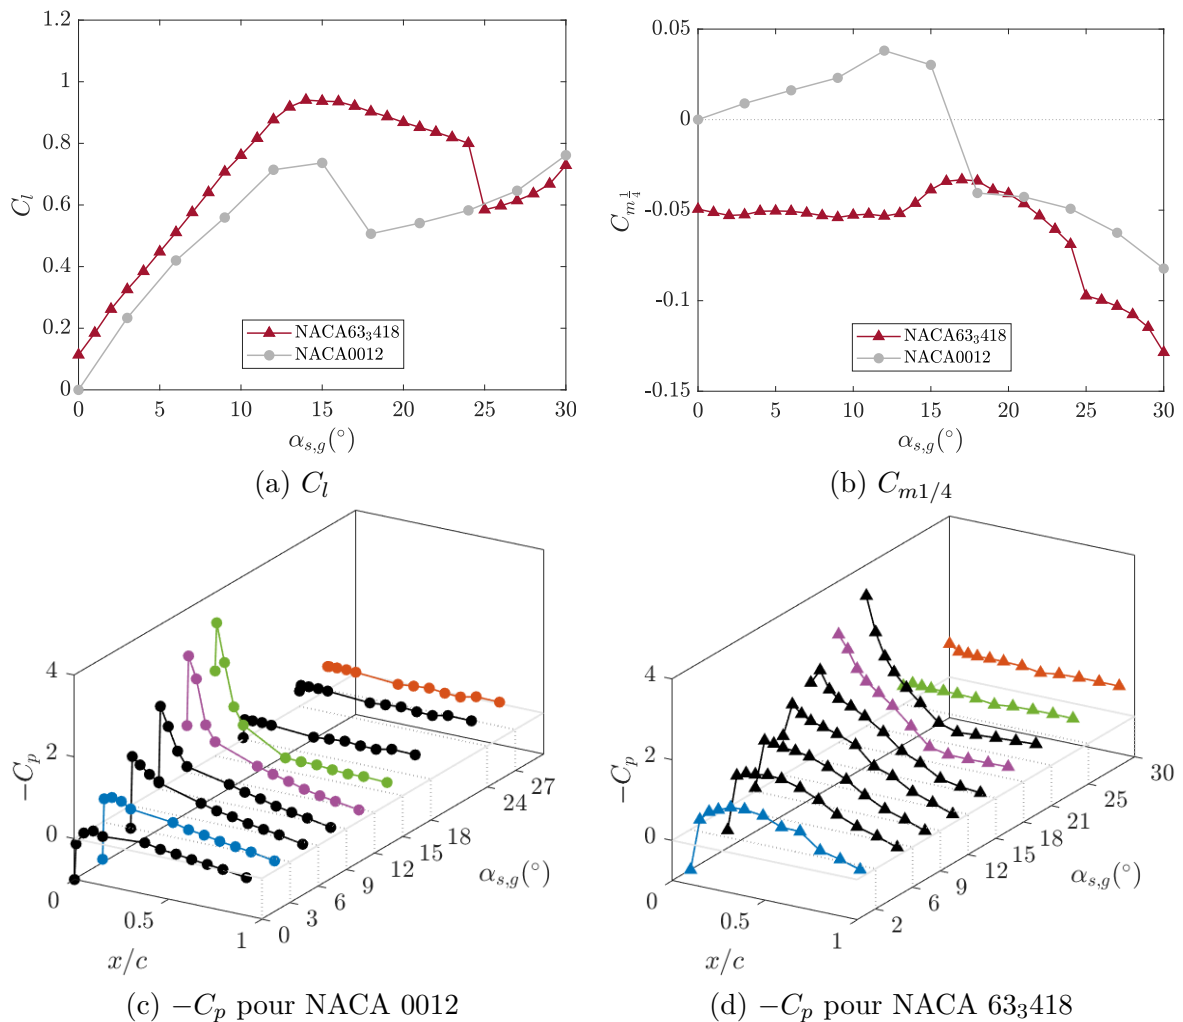 1.2
1
0.8
0.6
0.4
0.2
0
C_l
NACA63₃418
NACA0012
0 5 10 15 20 25 30
α_{s,g}(°)
(a) C_l
0.05
0
-0.05
-0.1
-0.15
C_{m\frac{1}{4}}
NACA63₃418
NACA0012
0 5 10 15 20 25 30
α_{s,g}(°)
(b) C_{m1/4}
4
2
0
−C_p
0 0.5 1
x/c
0 3 6 9 12 15 18 24 27
α_{s,g}(°)
(c) −C_p pour NACA 0012
4
2
0
−C_p
0 0.5 1
x/c
2 6 9 12 15 18 21 25 30
α_{s,g}(°)
(d) −C_p pour NACA 63₃418